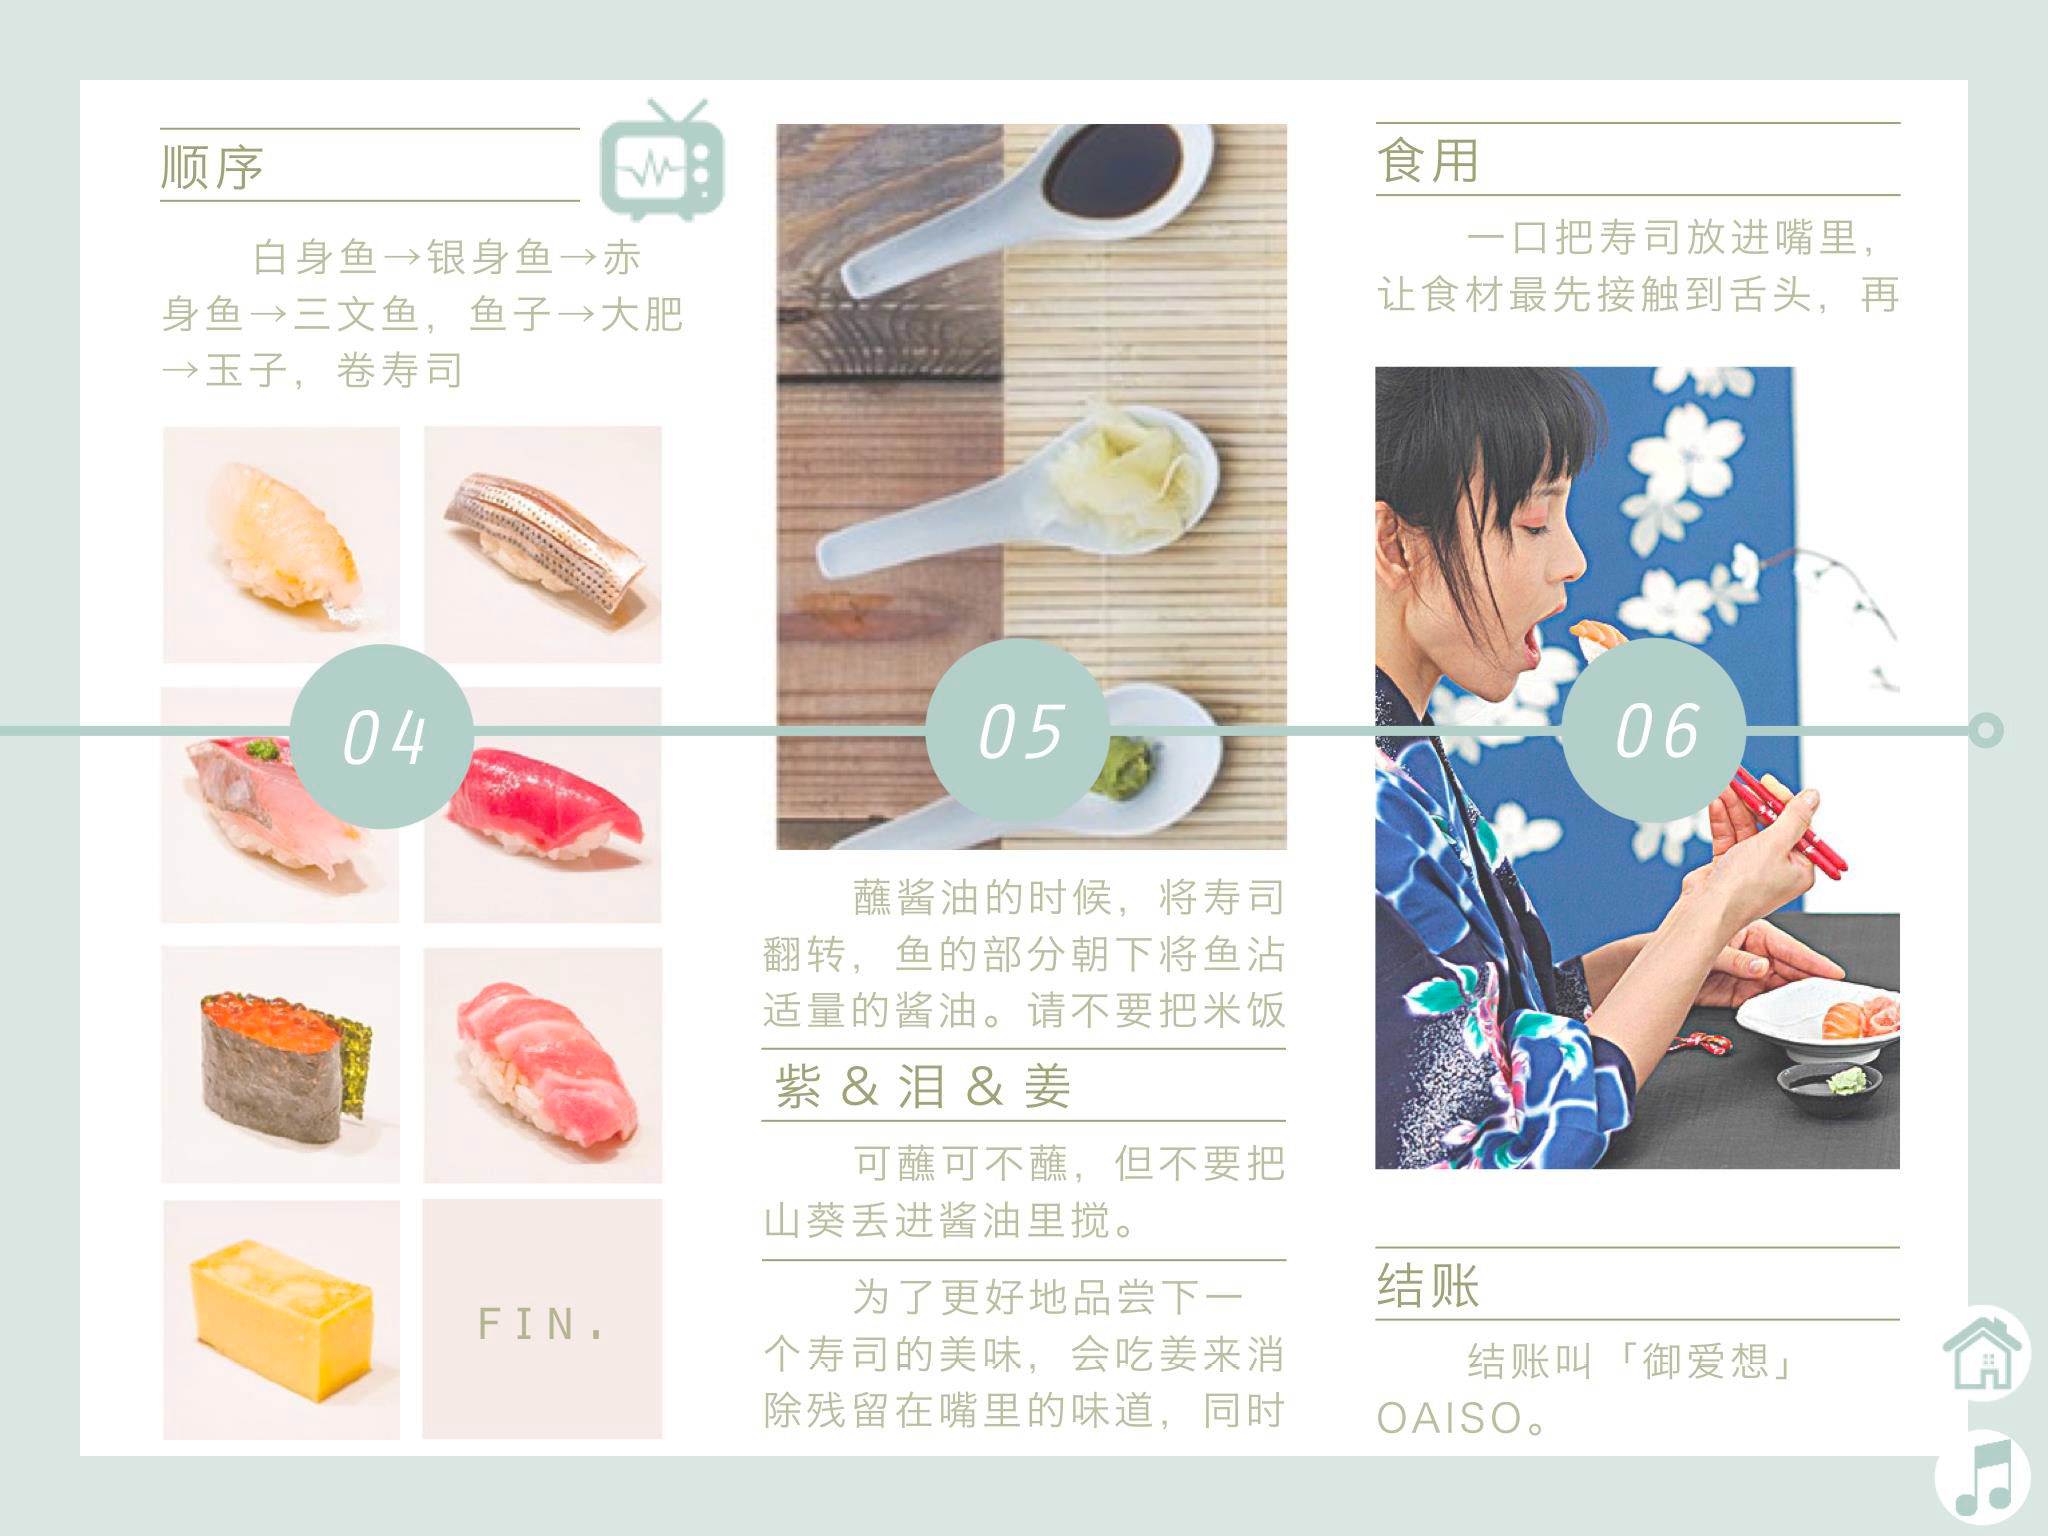 顺序
白身鱼→银身鱼→赤
身鱼→三文鱼，鱼子→大肥
→玉子，卷寿司
04
FIN.
05
蘸酱油的时候，将寿司
翻转，鱼的部分朝下将鱼沾
适量的酱油。请不要把米饭
紫&泪&姜
可蘸可不蘸，但不要把
山葵丢进酱油里搅。
为了更好地品尝下一
个寿司的美味，会吃姜来消
除残留在嘴里的味道，同时
食用
一口把寿司放进嘴里，
让食材最先接触到舌头，再
06
结账
结账叫「御爱想」
OAISO。